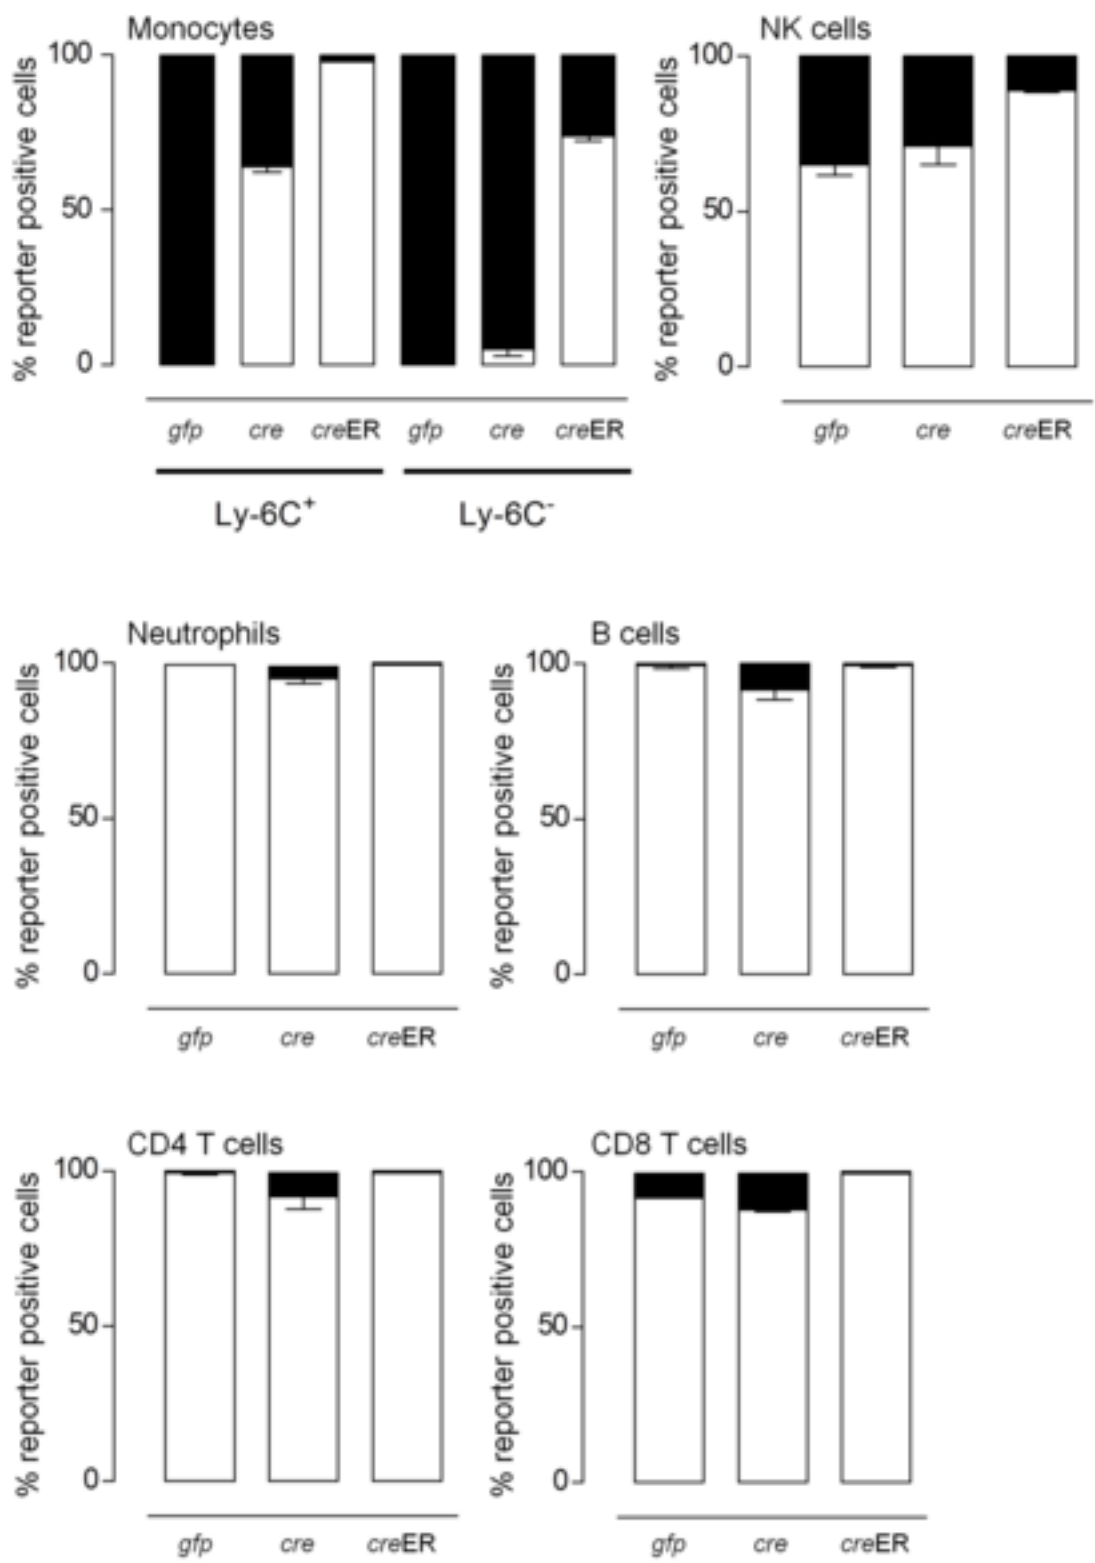 Monocytes
% reporter positive cells
100
50
0
gfp cre creER gfp cre creER
Ly-6C⁺ Ly-6C⁻
NK cells
% reporter positive cells
100
50
0
gfp cre creER
Neutrophils
% reporter positive cells
100
50
0
gfp cre creER
B cells
% reporter positive cells
100
50
0
gfp cre creER
CD4 T cells
% reporter positive cells
100
50
0
gfp cre creER
CD8 T cells
% reporter positive cells
100
50
0
gfp cre creER